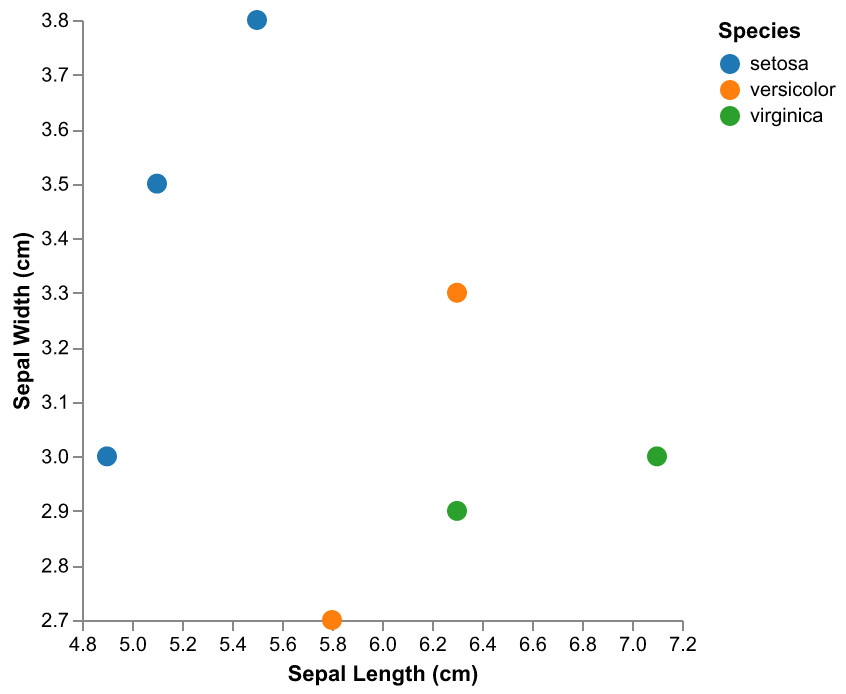 3.8
3.7
3.6
3.5
3.4
3.3
3.2
3.1
3.0
2.9
2.8
2.7
Sepal Width (cm)
4.8 5.0 5.2 5.4 5.6 5.8 6.0 6.2 6.4 6.6 6.8 7.0 7.2
Sepal Length (cm)
Species
setosa
versicolor
virginica